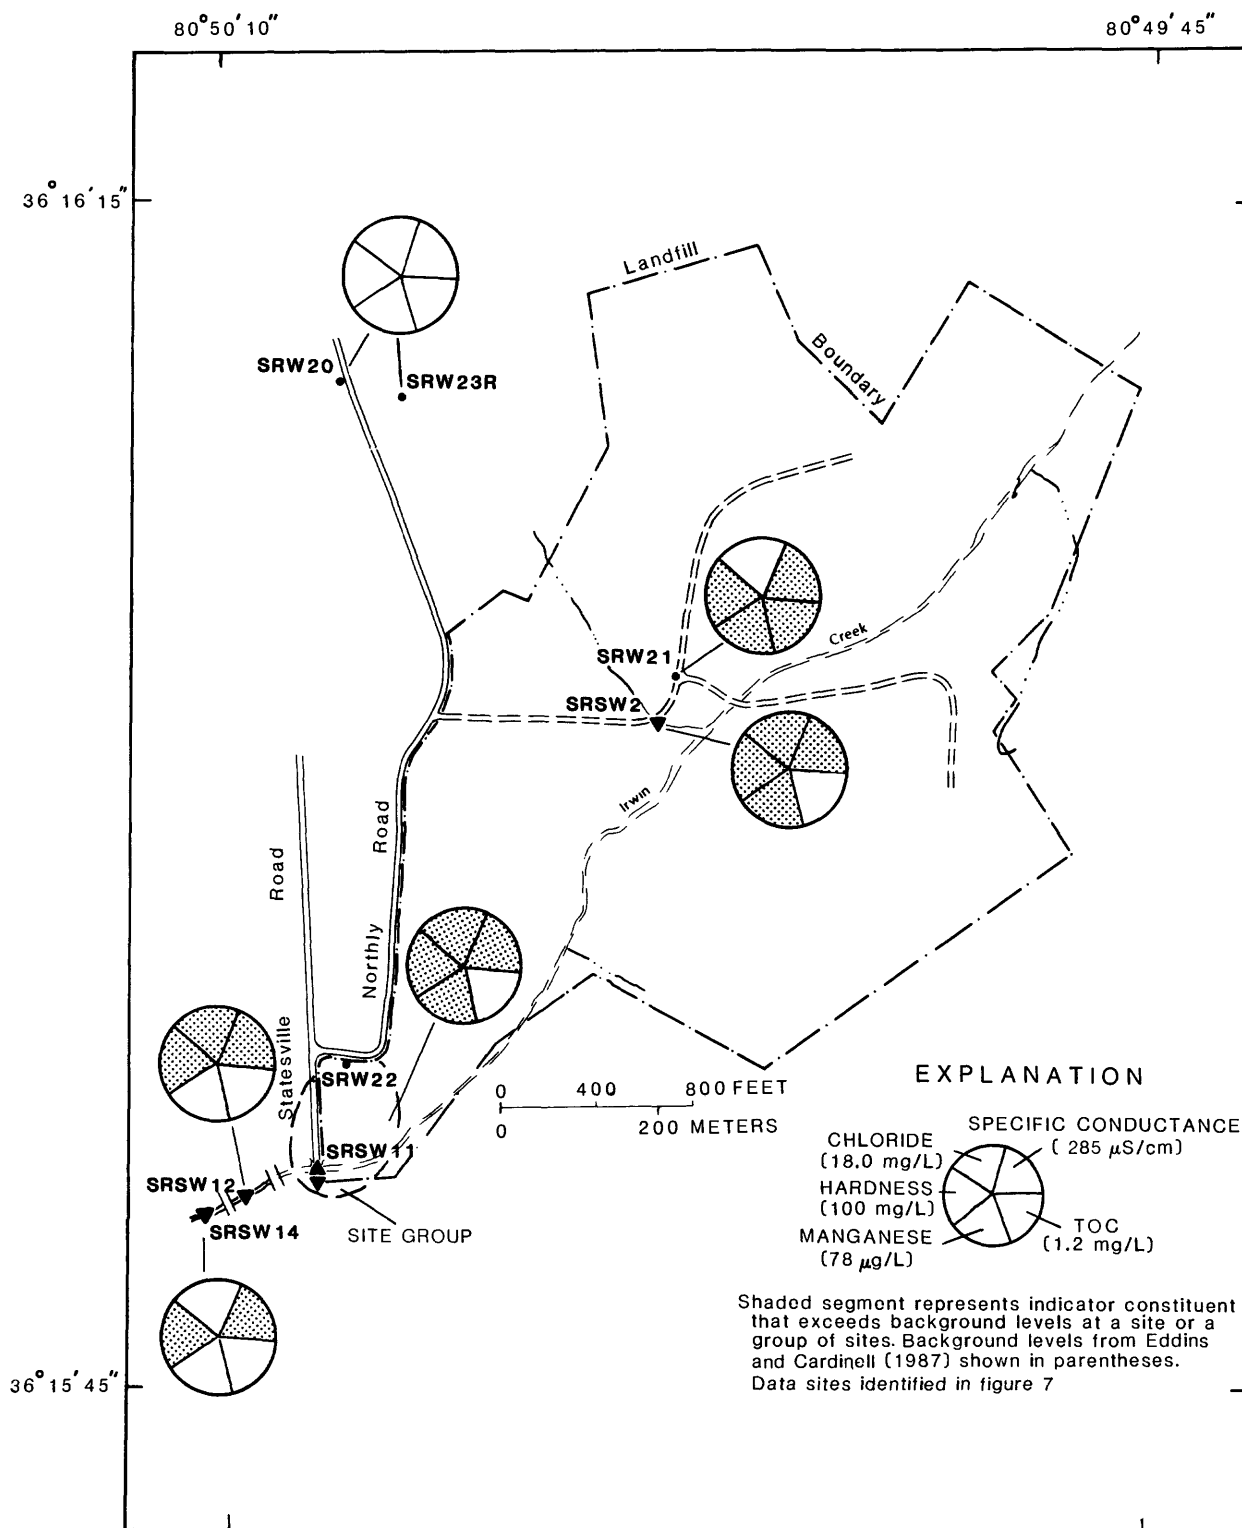 80°50'10"
80°49'45"
36°16'15"
Landfill
Boundary
SRW20
SRW23R
Creek
SRW21
SRSW2
Irwin
Road
Road
Northly
Statesville
SRW22
0 400 800 FEET
0 200 METERS
SRSW11
SRSW12
SRSW14
SITE GROUP
EXPLANATION
SPECIFIC CONDUCTANCE
(285 µS/cm)
CHLORIDE
(18.0 mg/L)
HARDNESS
(100 mg/L)
MANGANESE
(78 µg/L)
TOC
(1.2 mg/L)
Shaded segment represents indicator constituent
that exceeds background levels at a site or a
group of sites. Background levels from Eddins
and Cardinell (1987) shown in parentheses.
Data sites identified in figure 7
36°15'45"